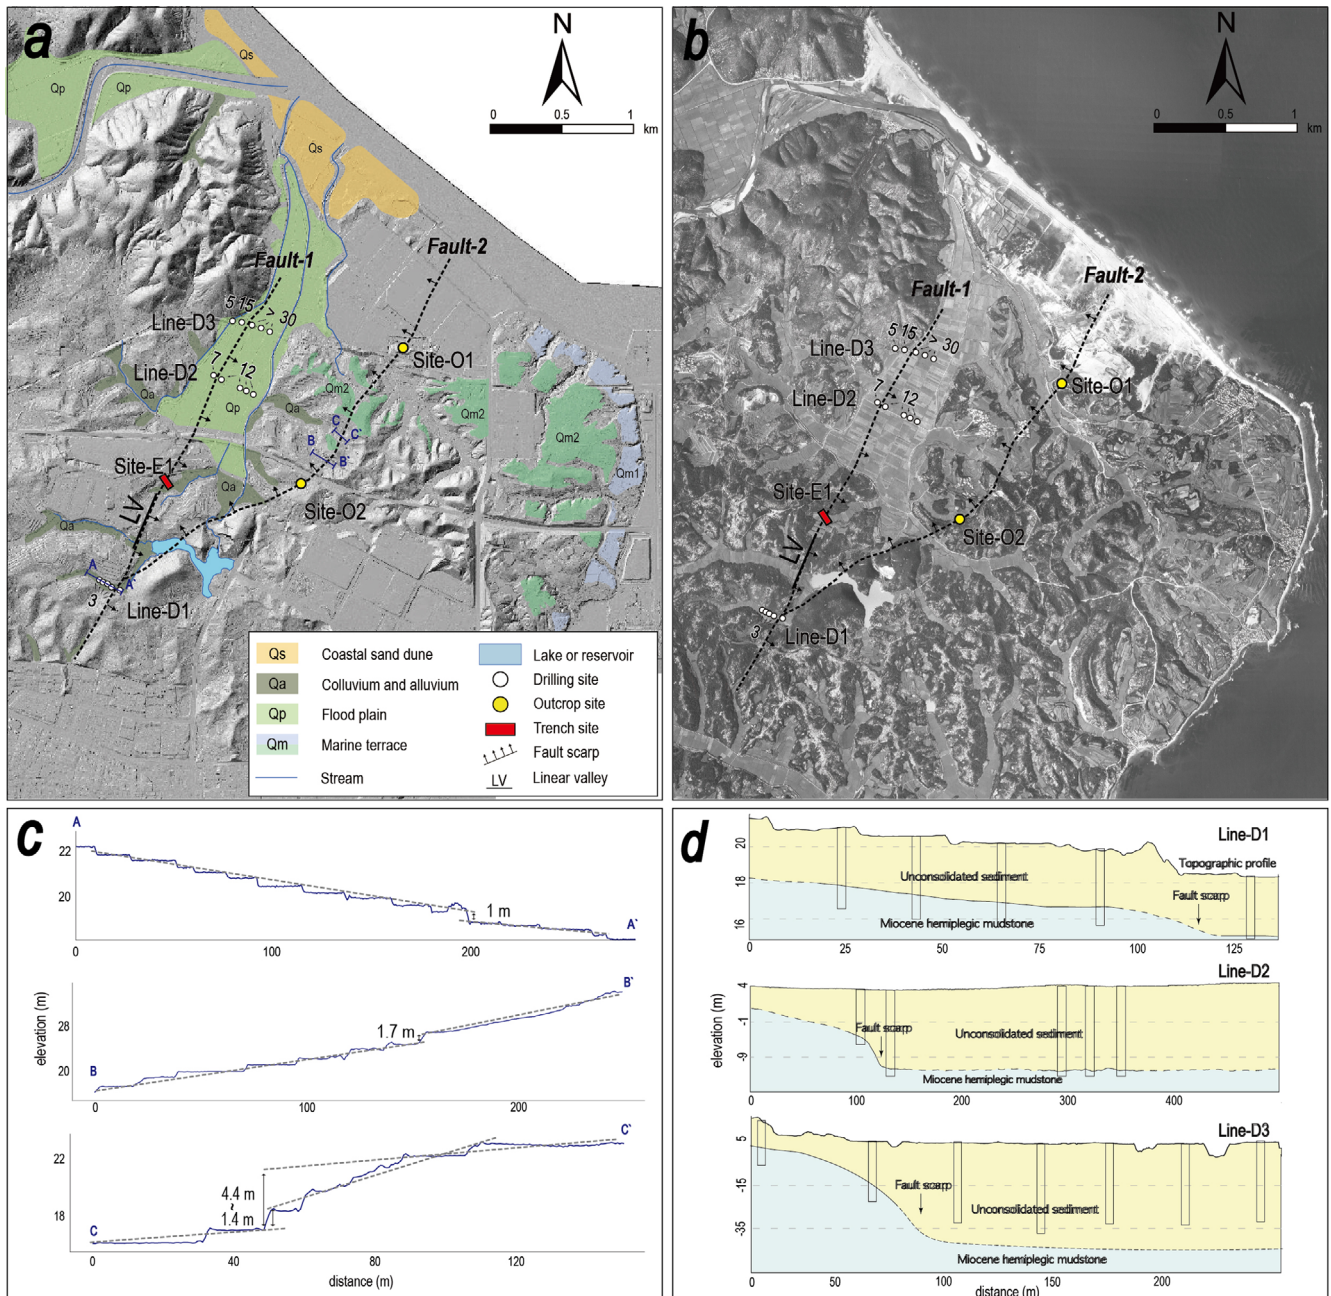 a
N
0 0.5 1
km
Qs
Qp
Qp
Qs
Fault-2
Fault-1
5 15 > 30
Line-D3
Site-O1
7
Line-D2
12
Qm2
Qa
Qp
Qa
Qm2
C
C`
Qm2
B
B`
Site-E1
Qm1
Qa
LV
Site-O2
Qa
A
A`
3
Line-D1
Qs Coastal sand dune
Qa Colluvium and alluvium
Qp Flood plain
Qm Marine terrace
Stream
Lake or reservoir
Drilling site
Outcrop site
Trench site
Fault scarp
LV Linear valley
b
N
0 0.5 1
km
Fault-2
Fault-1
5 15 > 30
Line-D3
Site-O1
7
Line-D2
12
Site-E1
Site-O2
LV
3
Line-D1
c
A
22
20
1 m
A`
0 100 200
B`
28
1.7 m
20
B
0 100 200
elevation (m)
C`
22
4.4 m
~
1.4 m
18
C
0 40 80 120
distance (m)
d
Line-D1
20
Topographic profile
Unconsolidated sediment
18
Fault scarp
Miocene hemiplegic mudstone
16
0 25 50 75 100 125
Line-D2
4
-1
Fault scarp
Unconsolidated sediment
-9
Miocene hemiplegic mudstone
0 100 200 300 400
elevation (m)
Line-D3
5
-15
Fault scarp
Unconsolidated sediment
-35
Miocene hemiplegic mudstone
0 50 100 150 200
distance (m)